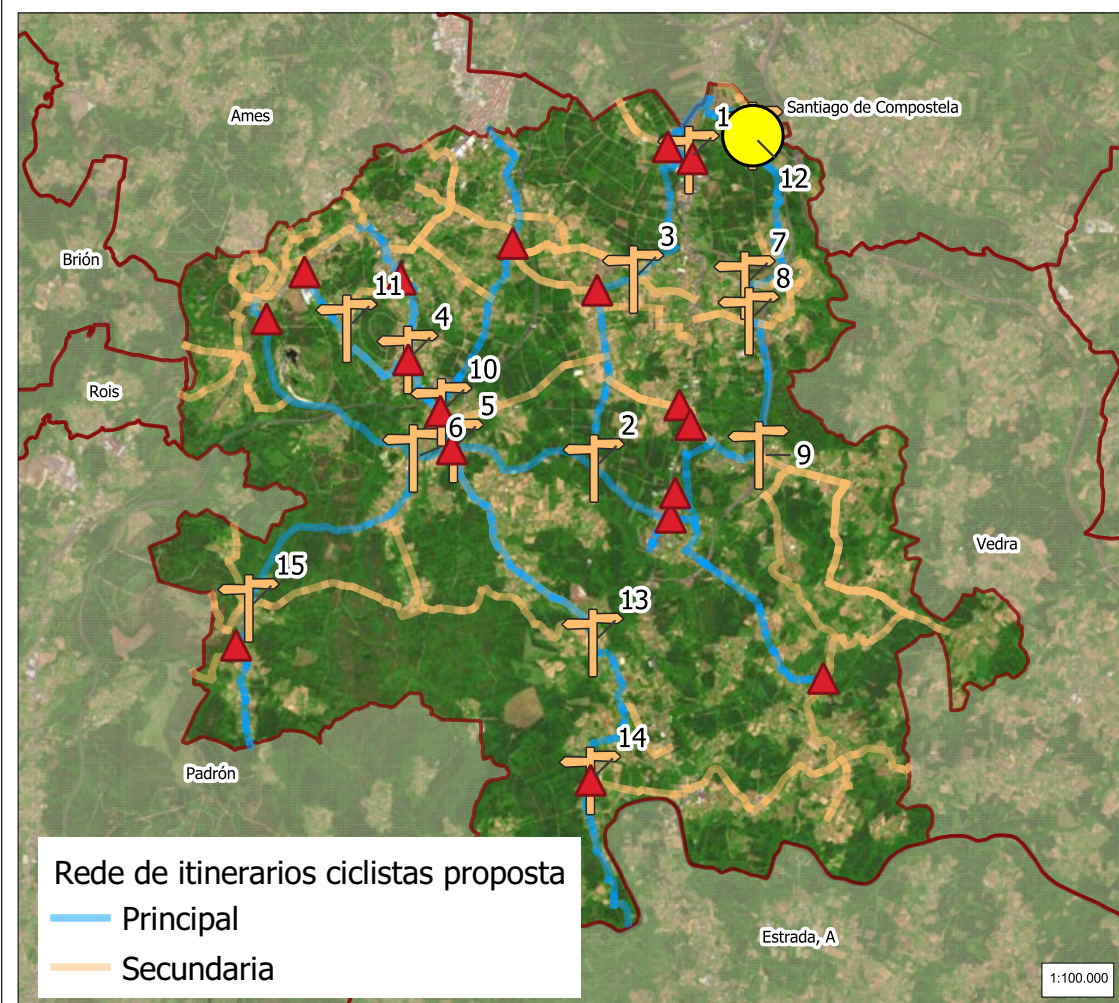 Santiago de Compostela
Ames
1
12
Brión
3
7
8
11
4
Rois
10
5
6
2
9
Vedra
15
13
14
Padrón
Rede de itinerarios ciclistas proposta
Principal
Secundaria
Estrada, A
1:100.000